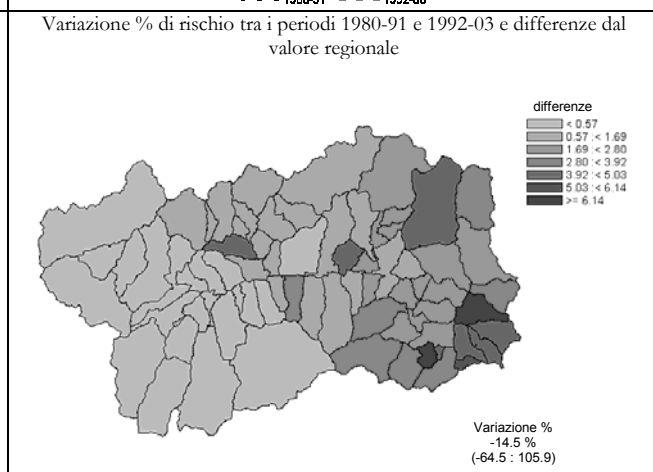 Variazione % di rischio tra i periodi 1980-91 e 1992-03 e differenze dal
valore regionale
differenze
< 0.57
0.57 :< 1.69
1.69 :< 2.80
2.80 :< 3.92
3.92 :< 5.03
5.03 :< 6.14
>= 6.14
Variazione %
-14.5 %
(-64.5 : 105.9)